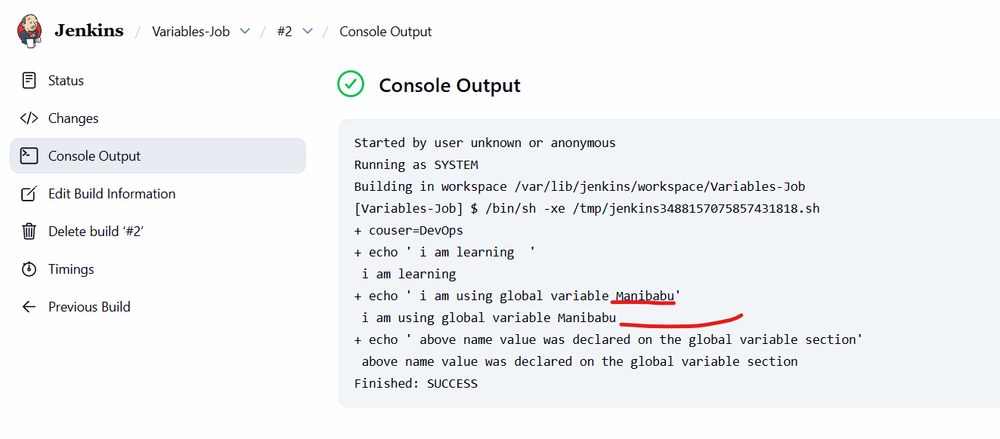 Jenkins / Variables-Job / #2 / Console Output
Status
Changes
Console Output
Edit Build Information
Delete build ‘#2’
Timings
Previous Build
Console Output
Started by user unknown or anonymous
Running as SYSTEM
Building in workspace /var/lib/jenkins/workspace/Variables-Job
[Variables-Job] $ /bin/sh -xe /tmp/jenkins3488157075857431818.sh
+ couser=DevOps
+ echo ' i am learning  '
 i am learning
+ echo ' i am using global variable Manibabu'
 i am using global variable Manibabu
+ echo ' above name value was declared on the global variable section'
 above name value was declared on the global variable section
Finished: SUCCESS